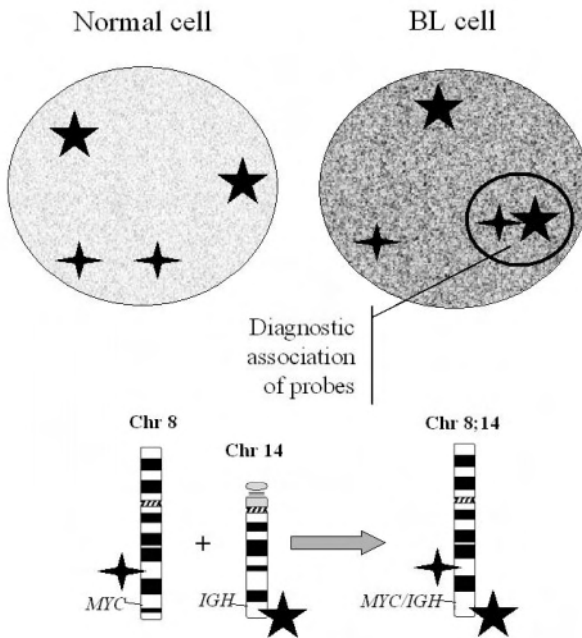 Normal cell
BL cell
Diagnostic
association
of probes
Chr 8
Chr 14
Chr 8;14
+
MYC
IGH
MYC/IGH